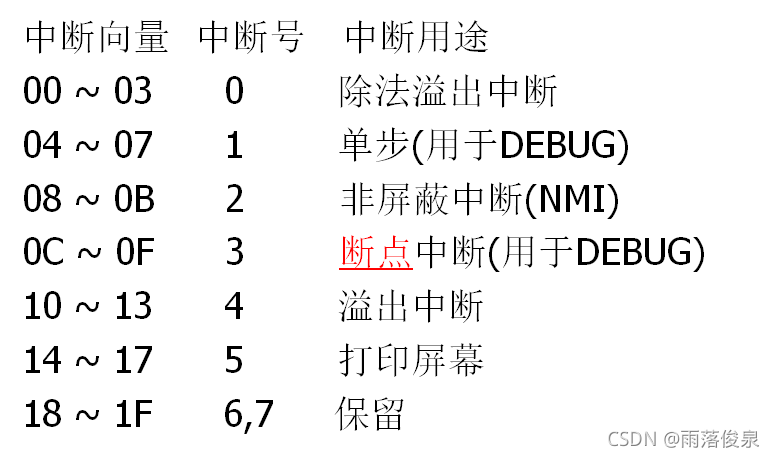 中断向量 中断号 中断用途
00 ~ 03 0 除法溢出中断
04 ~ 07 1 单步(用于DEBUG)
08 ~ 0B 2 非屏蔽中断(NMI)
0C ~ 0F 3 断点中断(用于DEBUG)
10 ~ 13 4 溢出中断
14 ~ 17 5 打印屏幕
18 ~ 1F 6,7 保留
CSDN @雨落俊泉